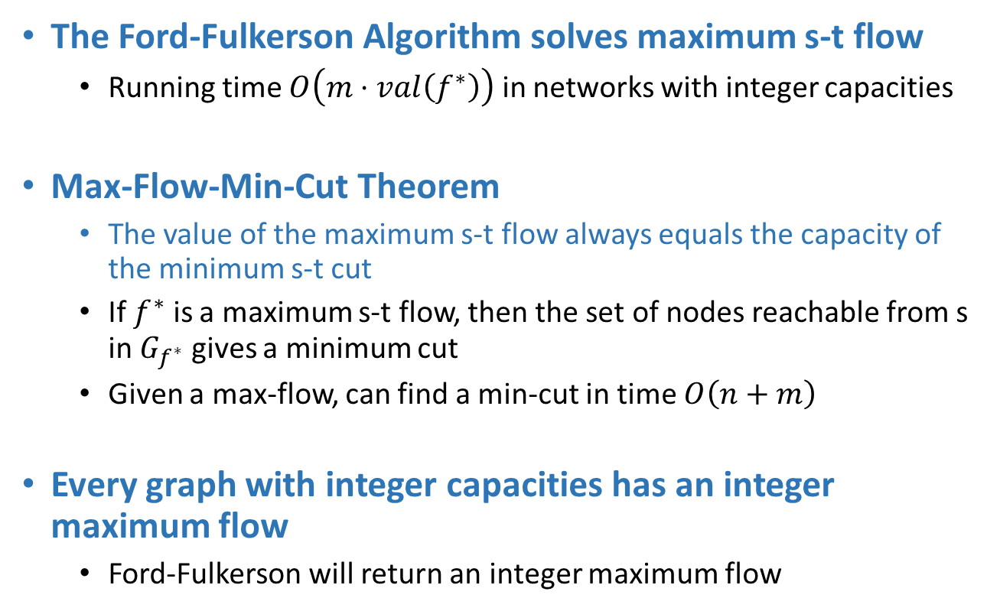 • The Ford-Fulkerson Algorithm solves maximum s-t flow
• Running time O(m · val(f*)) in networks with integer capacities
• Max-Flow-Min-Cut Theorem
• The value of the maximum s-t flow always equals the capacity of
the minimum s-t cut
• If f* is a maximum s-t flow, then the set of nodes reachable from s
in G_{f*} gives a minimum cut
• Given a max-flow, can find a min-cut in time O(n + m)
• Every graph with integer capacities has an integer
maximum flow
• Ford-Fulkerson will return an integer maximum flow